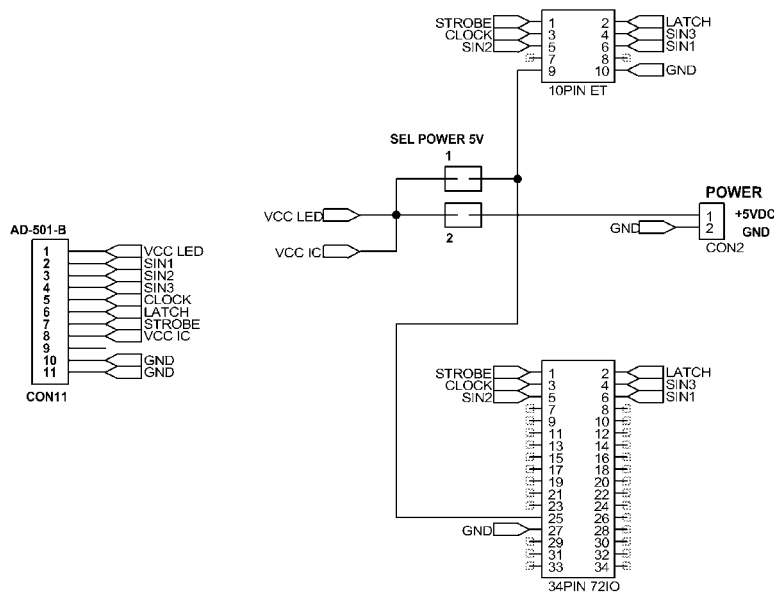 STROBE 1 2 LATCH
CLOCK 3 4 SIN3
SIN2 5 6 SIN1
7 8
9 10 GND
10PIN ET
SEL POWER 5V
1
VCC LED
2
VCC IC
POWER
1 +5VDC
GND 2 GND
CON2
AD-501-B
1 VCC LED
2 SIN1
3 SIN2
4 SIN3
5 CLOCK
6 LATCH
7 STROBE
8 VCC IC
9
10 GND
11 GND
CON11
STROBE 1 2 LATCH
CLOCK 3 4 SIN3
SIN2 5 6 SIN1
7 8
9 10
11 12
13 14
15 16
17 18
19 20
21 22
23 24
25 26
GND 27 28
29 30
31 32
33 34
34PIN 72IO